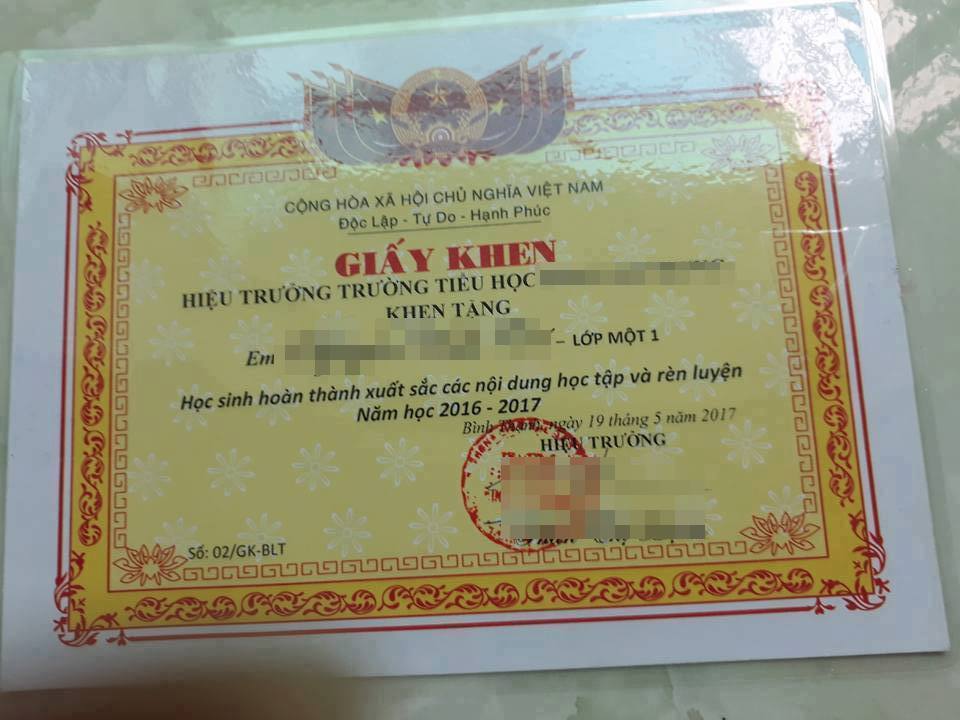 CỘNG HÒA XÃ HỘI CHỦ NGHĨA VIỆT NAM
Độc Lập - Tự Do - Hạnh Phúc
GIẤY KHEN
HIỆU TRƯỞNG TRƯỜNG TIỂU HỌC
KHEN TẶNG
Em – LỚP MỘT 1
Học sinh hoàn thành xuất sắc các nội dung học tập và rèn luyện
Năm học 2016 - 2017
Bình Thạnh, ngày 19 tháng 5 năm 2017
HIỆU TRƯỞNG
Số: 02/GK-BLT